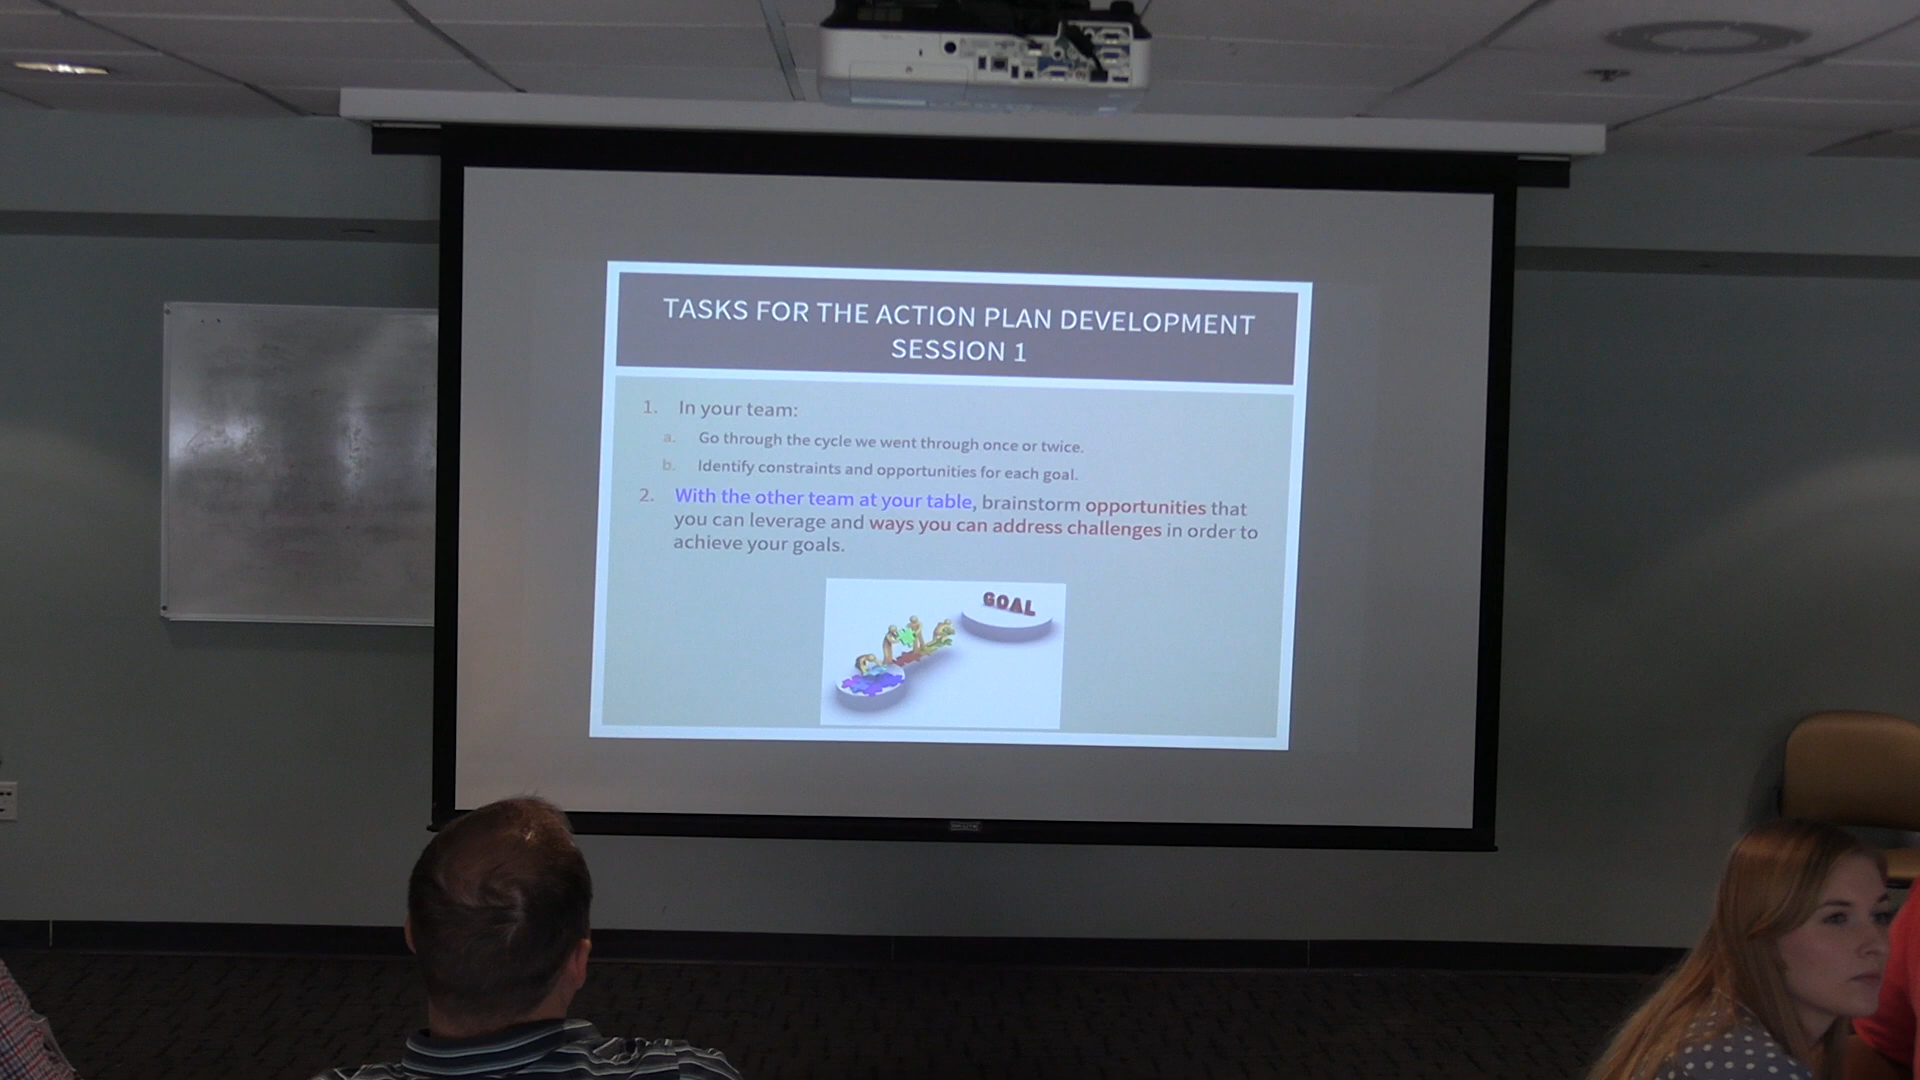 TASKS FOR THE ACTION PLAN DEVELOPMENT
SESSION 1
1. In your team:
a. Go through the cycle we went through once or twice.
b. Identify constraints and opportunities for each goal.
2. With the other team at your table, brainstorm opportunities that
you can leverage and ways you can address challenges in order to
achieve your goals.
GOAL